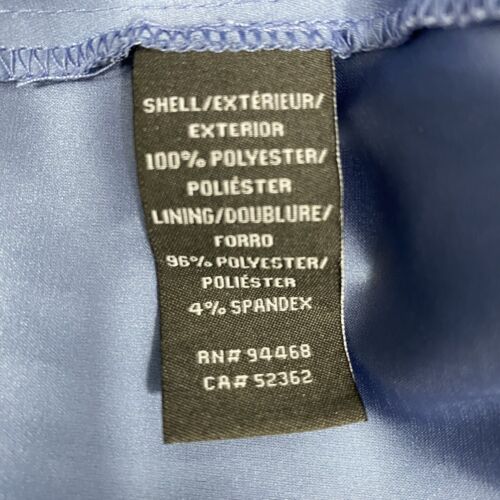 SHELL/EXTÉRIEUR/
EXTERIOR
100% POLYESTER/
POLIÉSTER
LINING/DOUBLURE/
FORRO
96% POLYESTER/
POLIÉSTER
4% SPANDEX
RN# 94468
CA# 52362